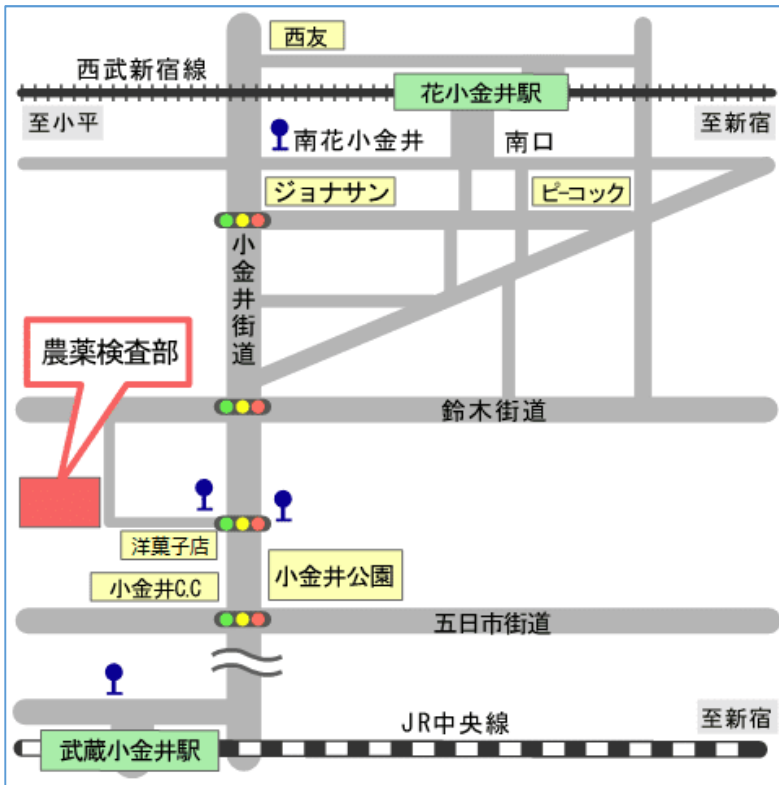 西友
西武新宿線
花小金井駅
至小平
至新宿
南花小金井
南口
ジョナサン
ピーコック
小金井街道
農薬検査部
鈴木街道
洋菓子店
小金井C.C
小金井公園
五日市街道
JR中央線
至新宿
武蔵小金井駅